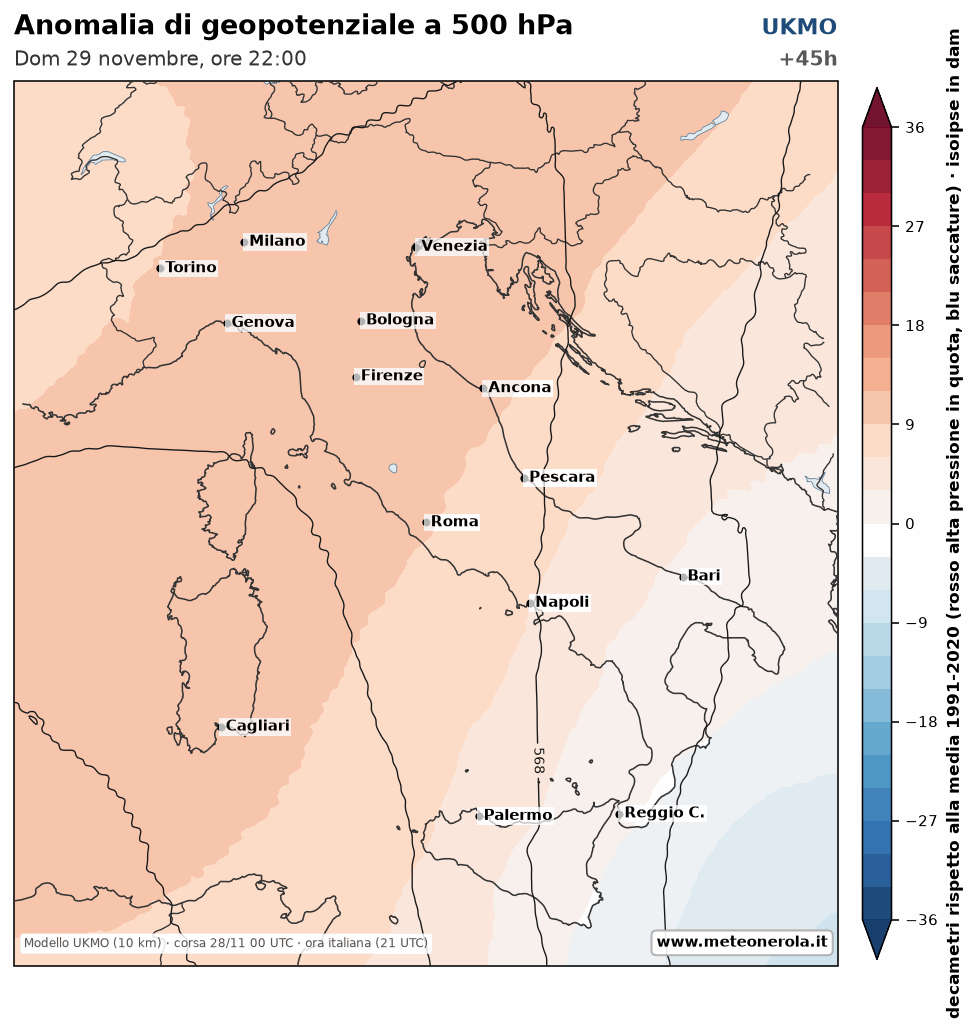 Anomalia di geopotenziale a 500 hPa
UKMO
Dom 29 novembre, ore 22:00
+45h
Milano
Venezia
Torino
Genova
Bologna
Firenze
Ancona
Pescara
Roma
Bari
Napoli
Cagliari
568
Palermo
Reggio C.
Modello UKMO (10 km) · corsa 28/11 00 UTC · ora italiana (21 UTC)
www.meteonerola.it
36
27
18
9
0
−9
−18
−27
−36
decametri rispetto alla media 1991-2020 (rosso alta pressione in quota, blu saccature) · isoipse in dam